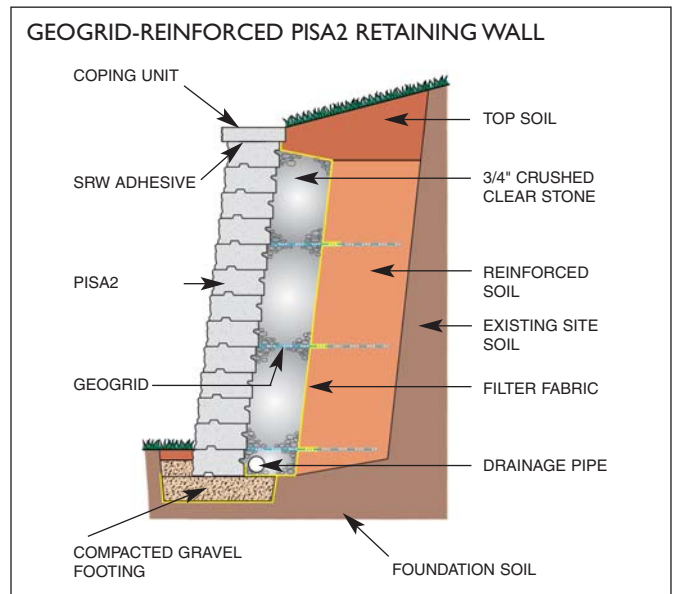 GEOGRID-REINFORCED PISA2 RETAINING WALL
COPING UNIT
SRW ADHESIVE
PISA2
GEOGRID
COMPACTED GRAVEL
FOOTING
TOP SOIL
3/4" CRUSHED
CLEAR STONE
REINFORCED
SOIL
EXISTING SITE
SOIL
FILTER FABRIC
DRAINAGE PIPE
FOUNDATION SOIL